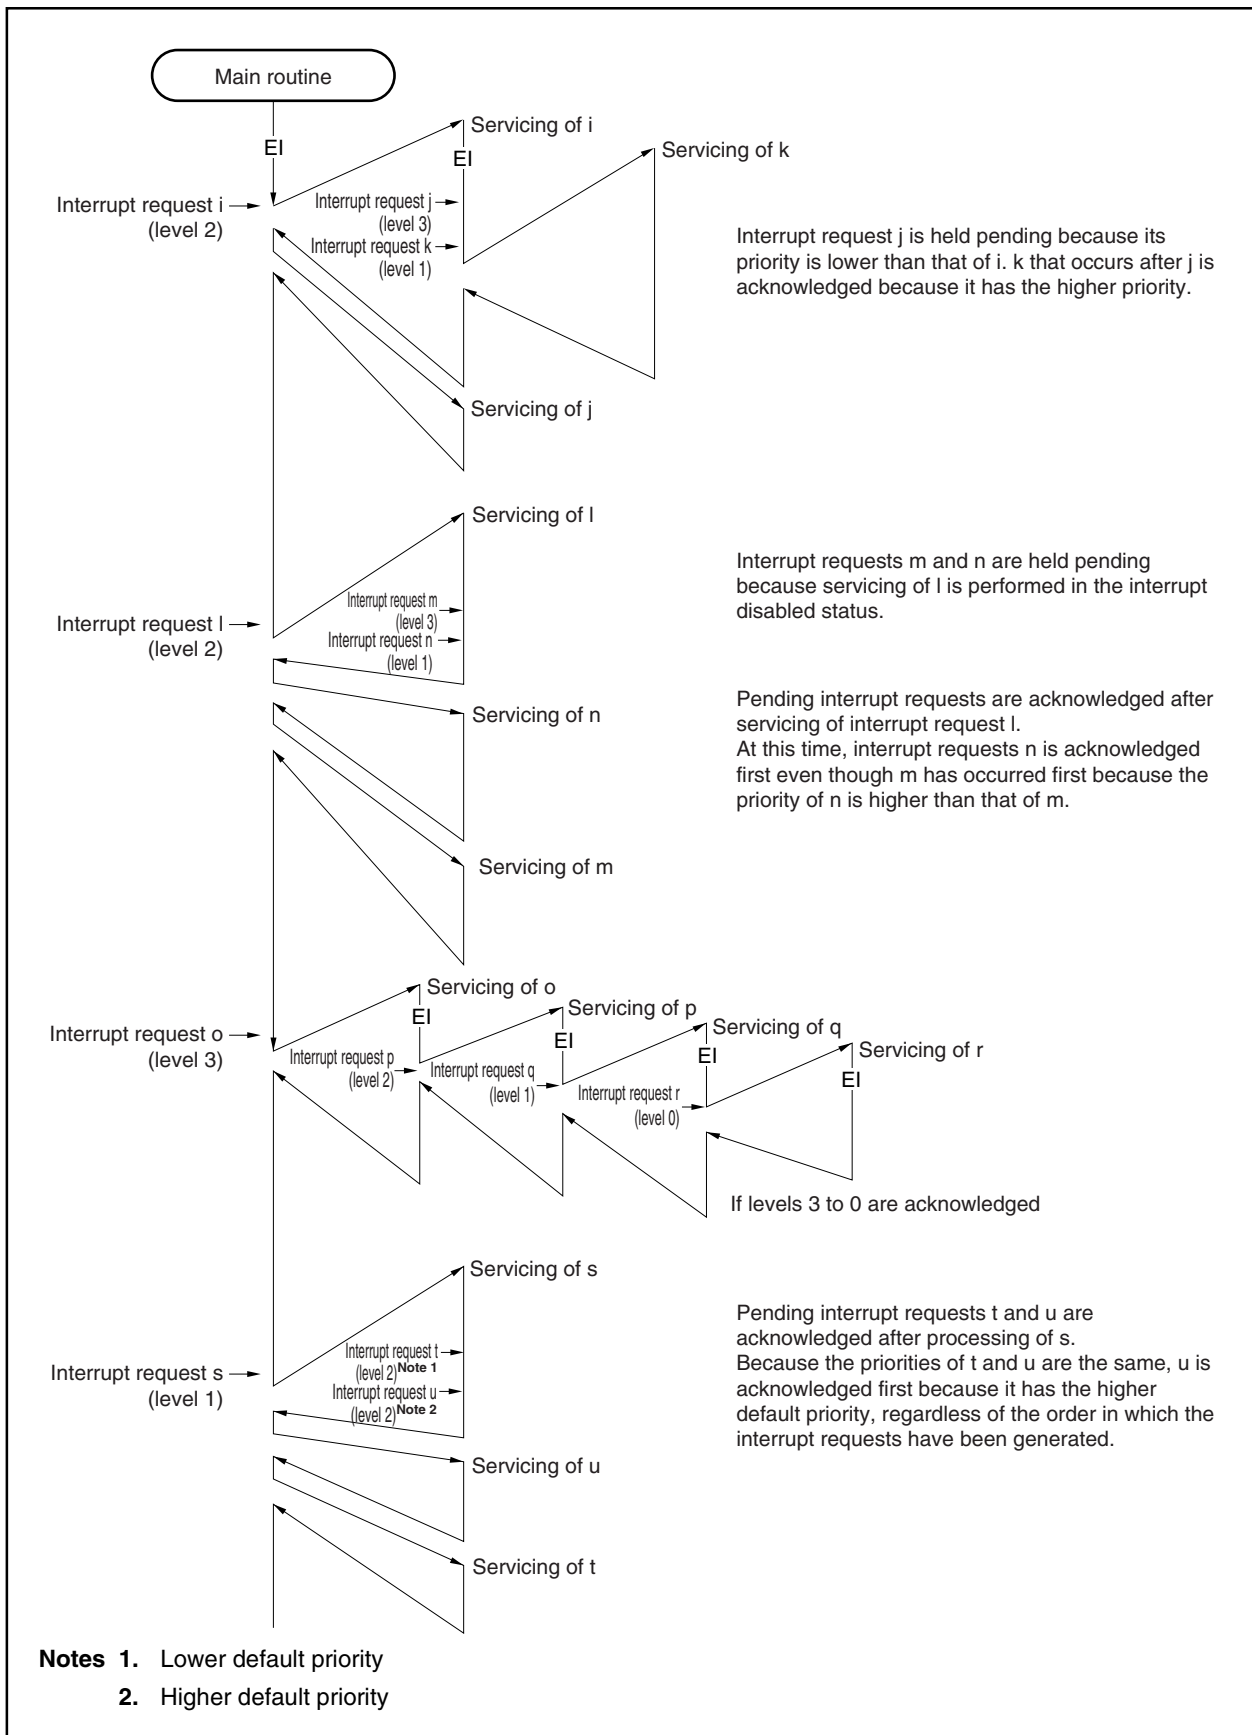 Main routine
EI
Servicing of i
EI
Servicing of k
Interrupt request i
(level 2)
Interrupt request j
(level 3)
Interrupt request k
(level 1)
Interrupt request j is held pending because its
priority is lower than that of i. k that occurs after j is
acknowledged because it has the higher priority.
Servicing of j
Servicing of l
Interrupt request l
(level 2)
Interrupt request m
(level 3)
Interrupt request n
(level 1)
Interrupt requests m and n are held pending
because servicing of l is performed in the interrupt
disabled status.
Servicing of n
Pending interrupt requests are acknowledged after
servicing of interrupt request l.
At this time, interrupt requests n is acknowledged
first even though m has occurred first because the
priority of n is higher than that of m.
Servicing of m
Servicing of o
EI
Servicing of p
EI
Servicing of q
EI
Servicing of r
EI
Interrupt request o
(level 3)
Interrupt request p
(level 2)
Interrupt request q
(level 1)
Interrupt request r
(level 0)
If levels 3 to 0 are acknowledged
Servicing of s
Interrupt request s
(level 1)
Interrupt request t
(level 2)Note 1
Interrupt request u
(level 2)Note 2
Pending interrupt requests t and u are
acknowledged after processing of s.
Because the priorities of t and u are the same, u is
acknowledged first because it has the higher
default priority, regardless of the order in which the
interrupt requests have been generated.
Servicing of u
Servicing of t
Notes 1. Lower default priority
2. Higher default priority